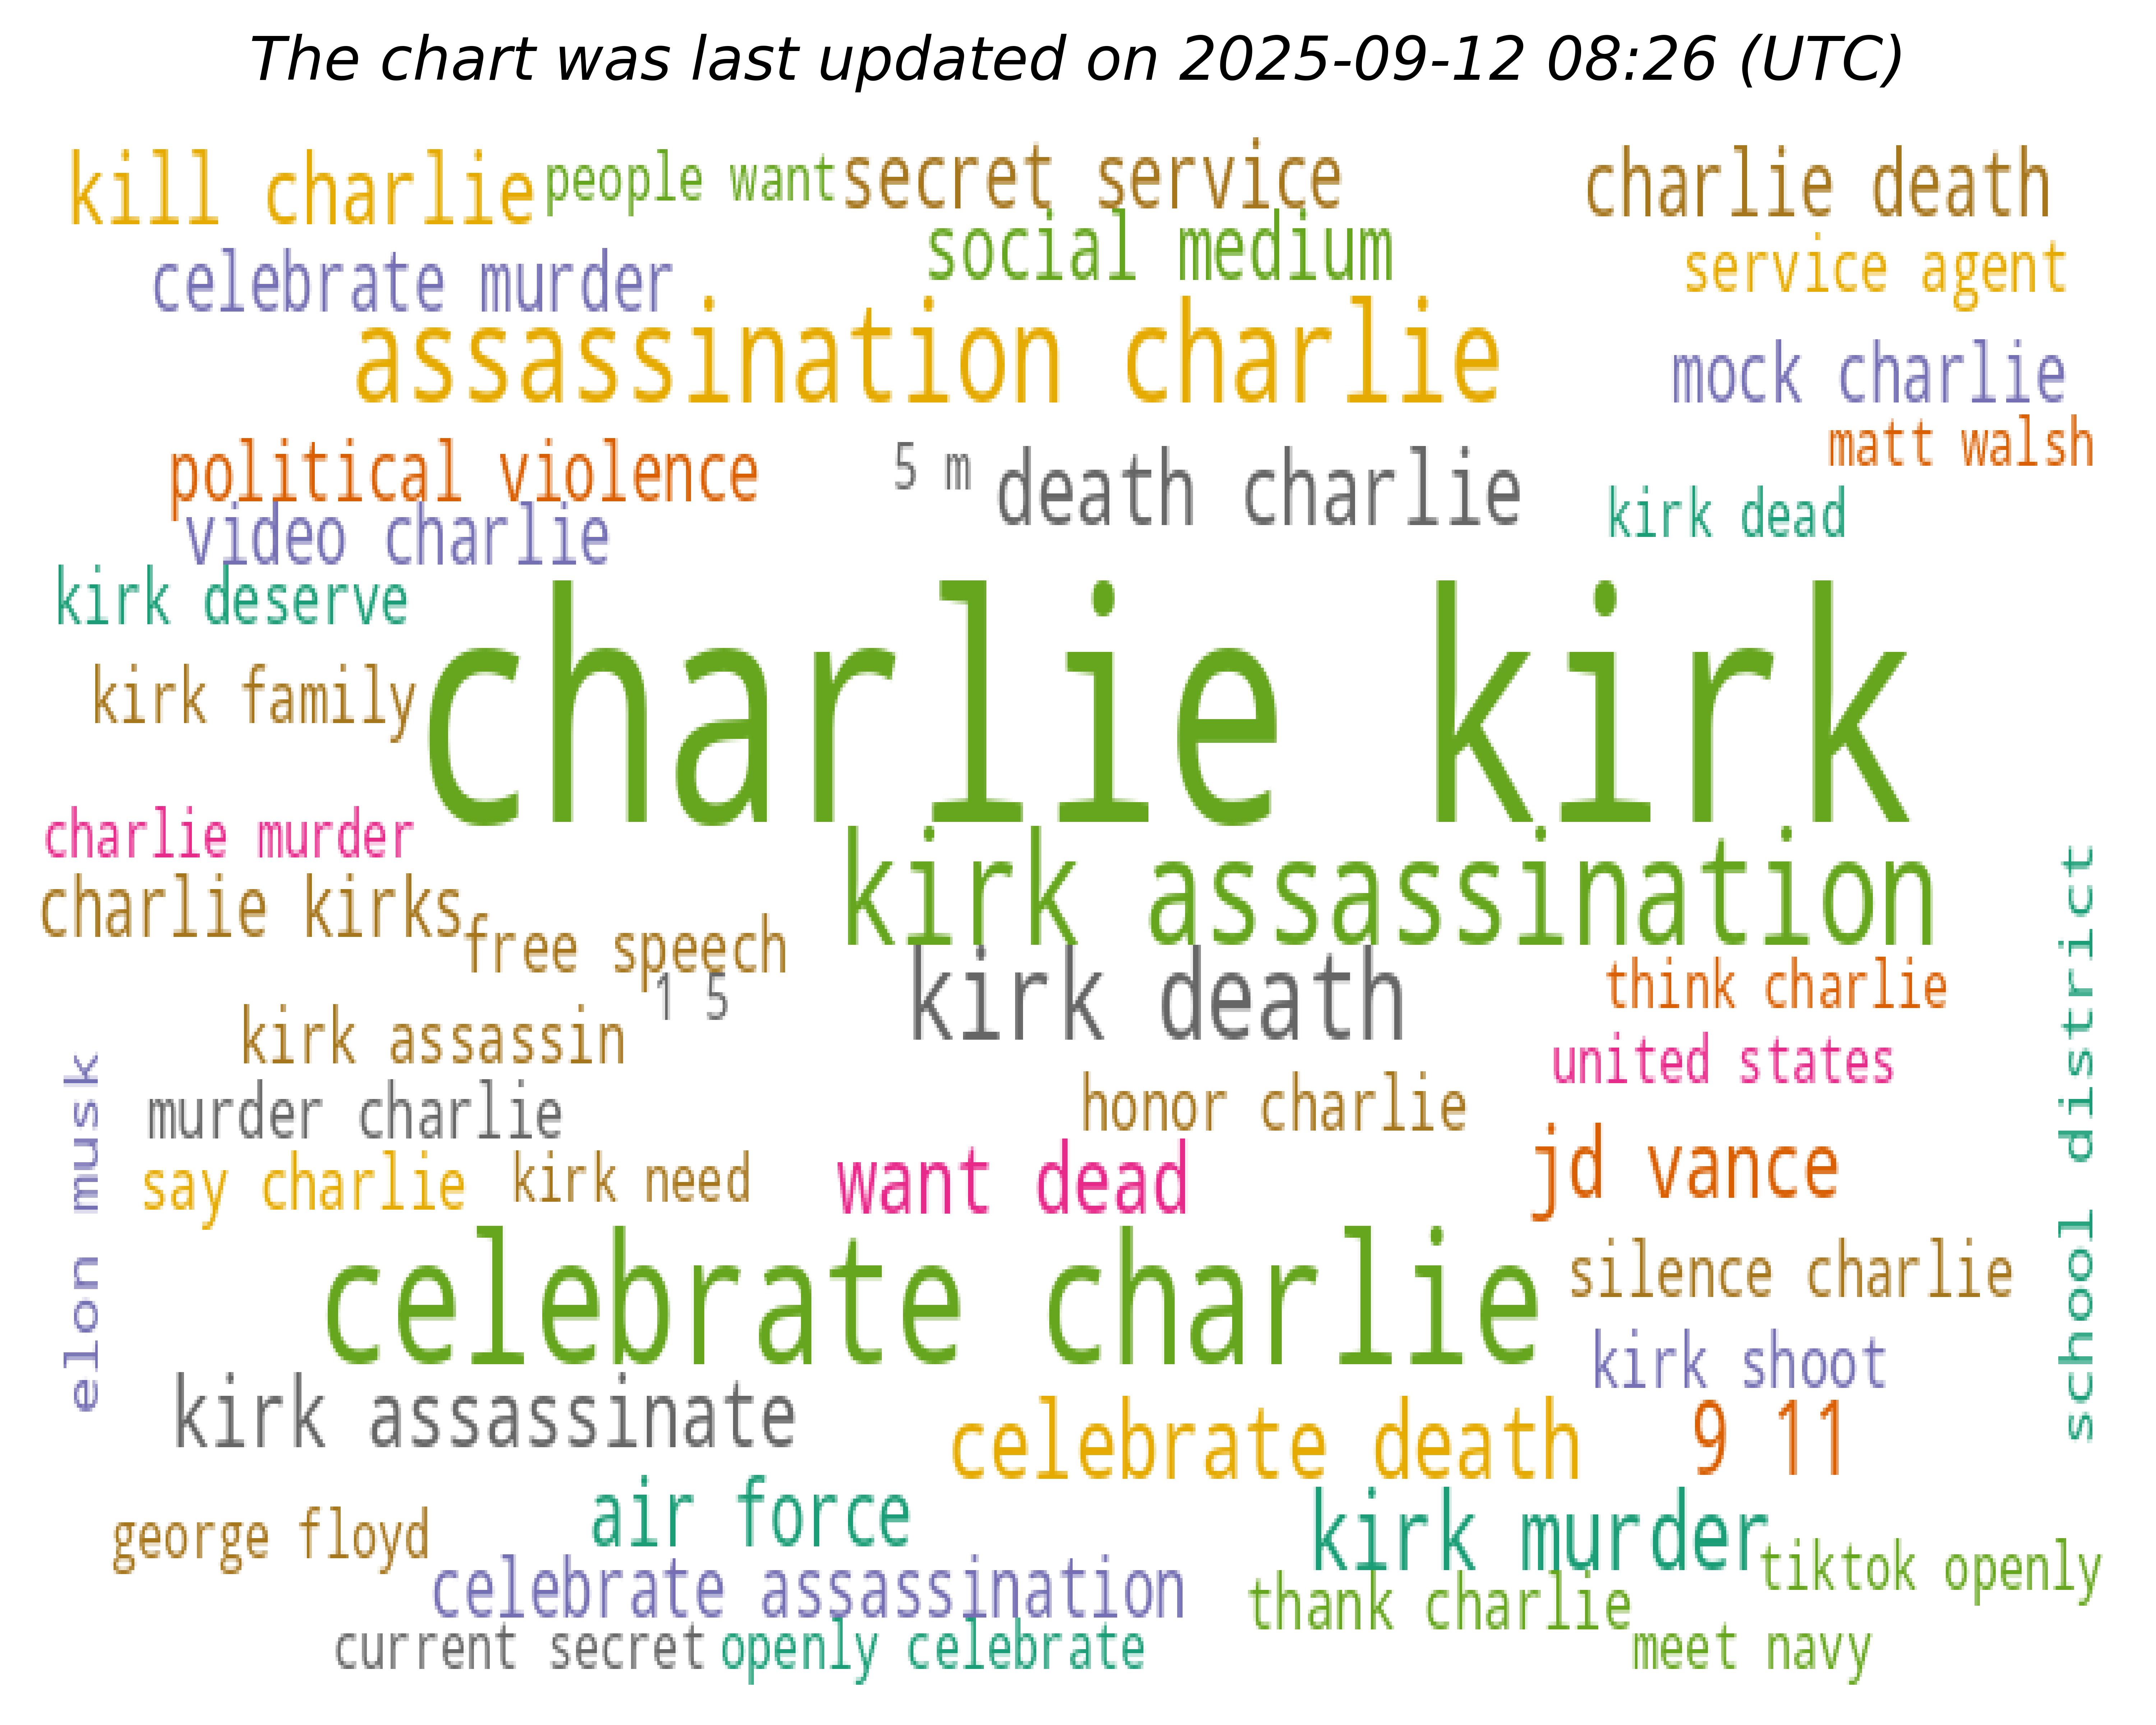 The chart was last updated on 2025-09-12 08:26 (UTC)
kill charlie
people want
secret service
charlie death
social medium
service agent
celebrate murder
assassination charlie
mock charlie
matt walsh
political violence
5 m
death charlie
kirk dead
video charlie
kirk deserve
charlie kirk
kirk family
charlie murder
kirk assassination
charlie kirks
free speech
1 5
kirk death
think charlie
school district
kirk assassin
united states
elon musk
murder charlie
honor charlie
say charlie
kirk need
want dead
jd vance
celebrate charlie
silence charlie
kirk shoot
kirk assassinate
celebrate death
9 11
air force
george floyd
kirk murder
tiktok openly
celebrate assassination
thank charlie
current secret
openly celebrate
meet navy